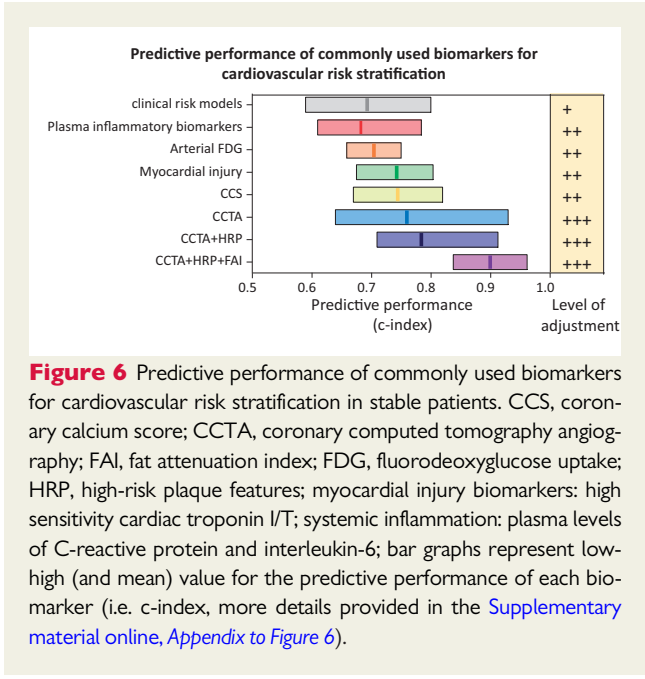 Predictive performance of commonly used biomarkers for
cardiovascular risk stratification
clinical risk models +
Plasma inflammatory biomarkers ++
Arterial FDG ++
Myocardial injury ++
CCS ++
CCTA +++
CCTA+HRP +++
CCTA+HRP+FAI +++
0.5 0.6 0.7 0.8 0.9 1.0
Predictive performance Level of
(c-index) adjustment
Figure 6 Predictive performance of commonly used biomarkers
for cardiovascular risk stratification in stable patients. CCS, coron-
ary calcium score; CCTA, coronary computed tomography angiog-
raphy; FAI, fat attenuation index; FDG, fluorodeoxyglucose uptake;
HRP, high-risk plaque features; myocardial injury biomarkers: high
sensitivity cardiac troponin I/T; systemic inflammation: plasma levels
of C-reactive protein and interleukin-6; bar graphs represent low-
high (and mean) value for the predictive performance of each bio-
marker (i.e. c-index, more details provided in the Supplementary
material online, Appendix to Figure 6).